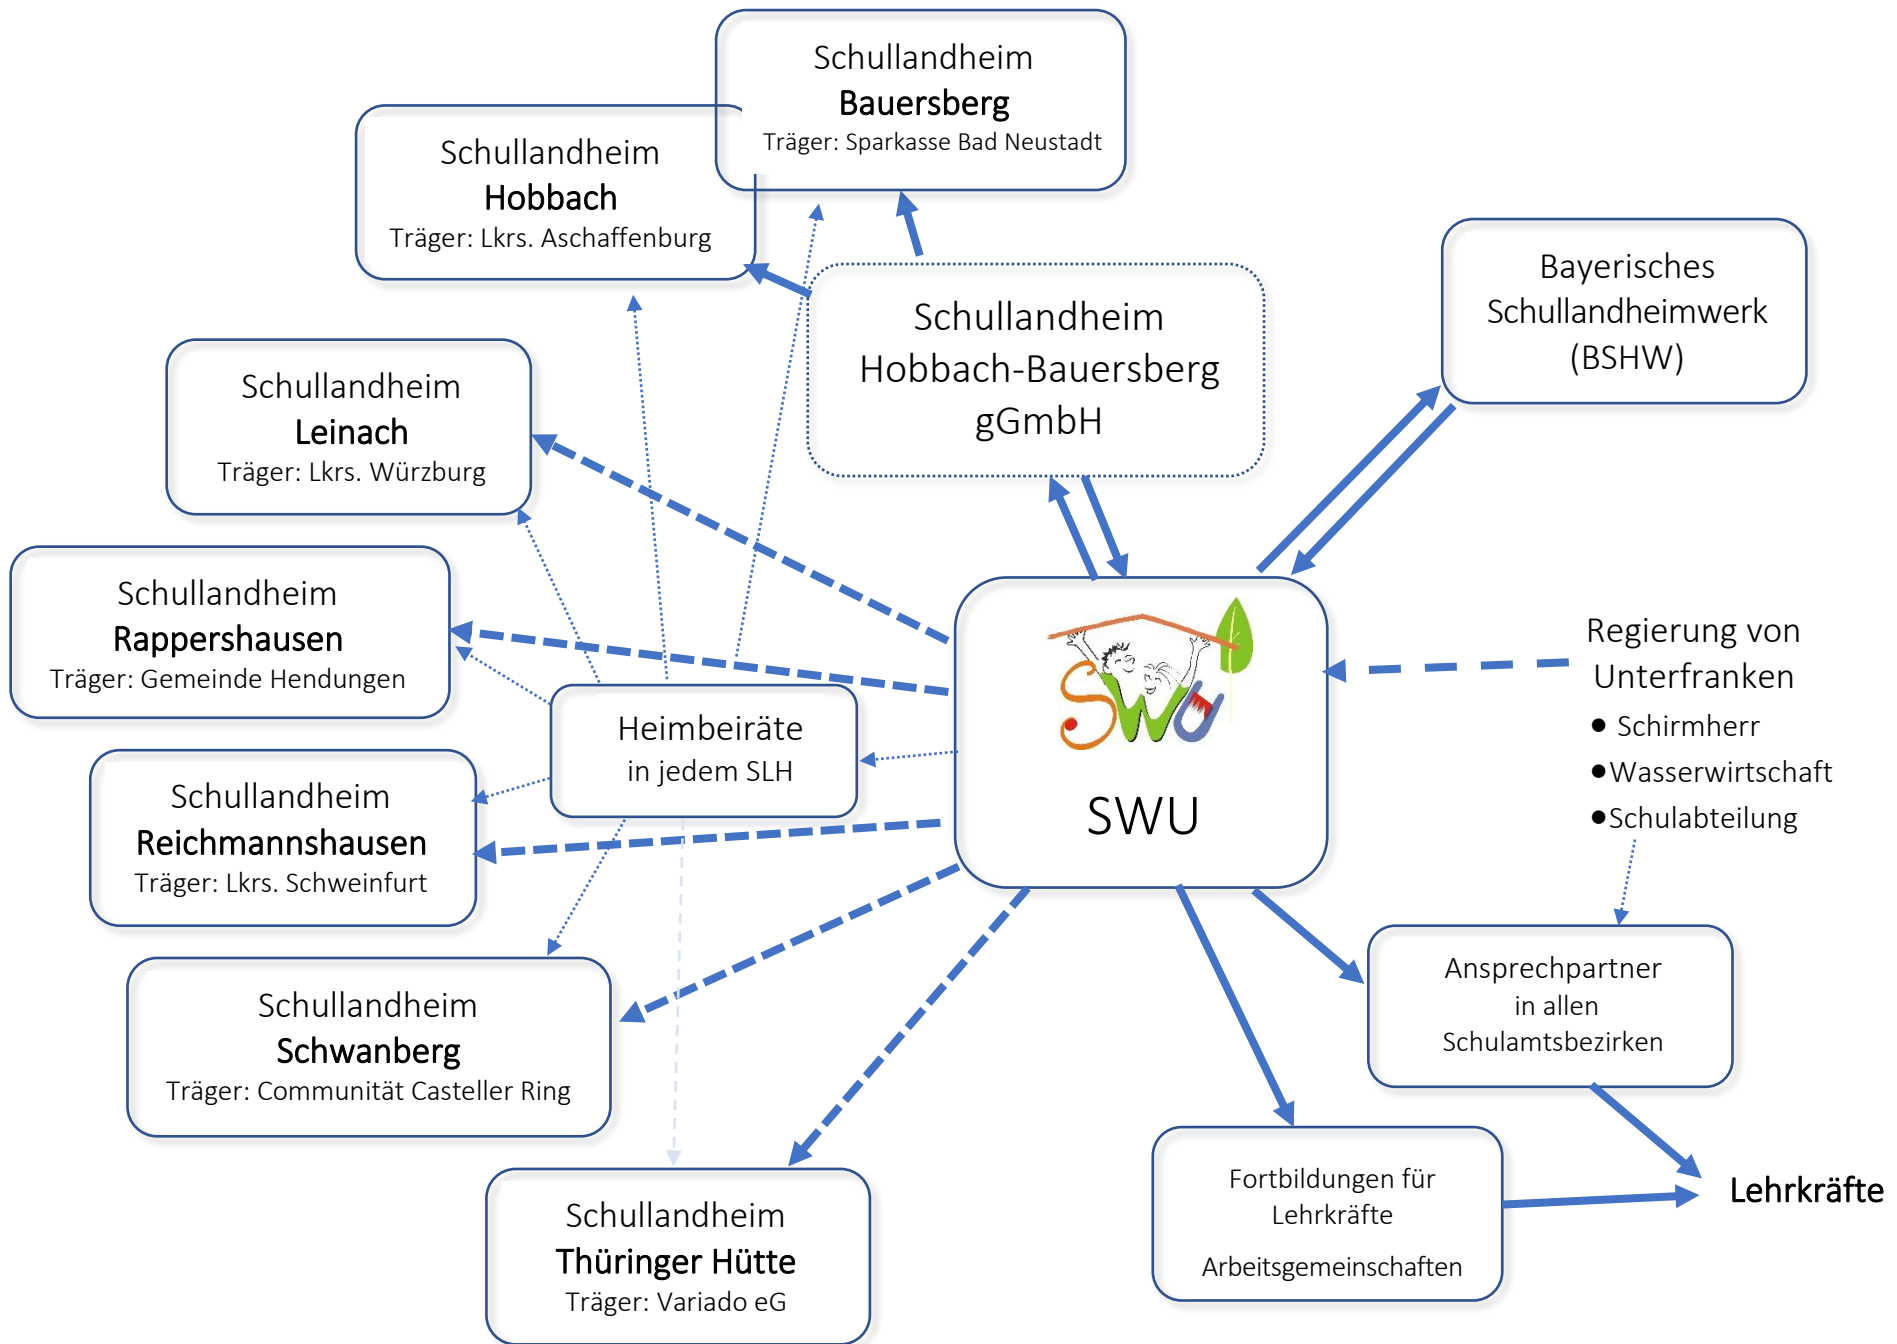 Schullandheim
Bauersberg
Träger: Sparkasse Bad Neustadt
Schullandheim
Hobbach
Träger: Lkrs. Aschaffenburg
Bayerisches
Schullandheimwerk
(BSHW)
Schullandheim
Hobbach-Bauersberg
gGmbH
Schullandheim
Leinach
Träger: Lkrs. Würzburg
Schullandheim
Rappershausen
Träger: Gemeinde Hendungen
Heimbeiräte
in jedem SLH
SWU
SWU
Regierung von
Unterfranken
● Schirmherr
●Wasserwirtschaft
●Schulabteilung
Schullandheim
Reichmannshausen
Träger: Lkrs. Schweinfurt
Schullandheim
Schwanberg
Träger: Communität Casteller Ring
Ansprechpartner
in allen
Schulamtsbezirken
Schullandheim
Thüringer Hütte
Träger: Variado eG
Fortbildungen für
Lehrkräfte
Arbeitsgemeinschaften
Lehrkräfte